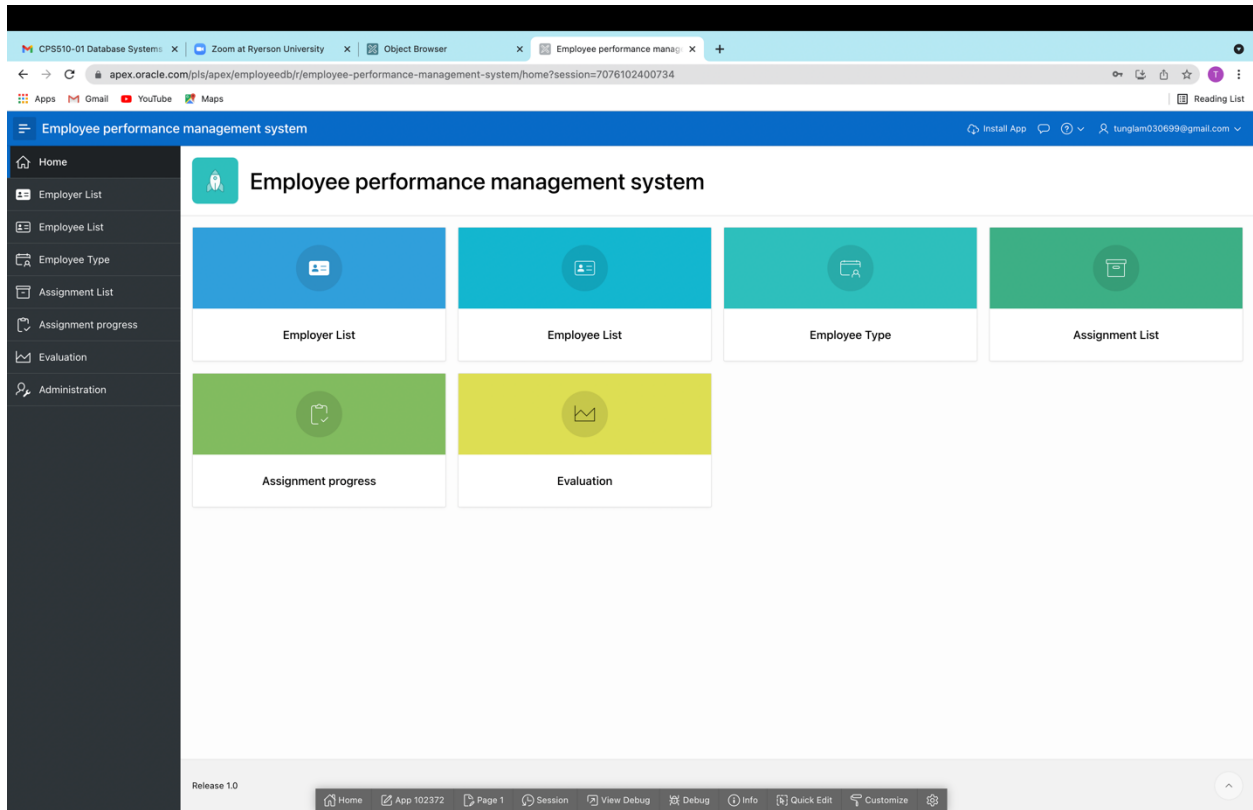 CPS510-01 Database Systems
Zoom at Ryerson University
Object Browser
Employee performance manag
apex.oracle.com/pls/apex/employeedb/r/employee-performance-management-system/home?session=7076102400734
T
Apps Gmail YouTube Maps
Reading List
Employee performance management system
Install App
tunglam030699@gmail.com
Home
Employer List
Employee List
Employee Type
Assignment List
Assignment progress
Evaluation
Administration
Employee performance management system
Employer List
Employee List
Employee Type
Assignment List
Assignment progress
Evaluation
Release 1.0
Home App 102372 Page 1 Session View Debug Debug Info Quick Edit Customize